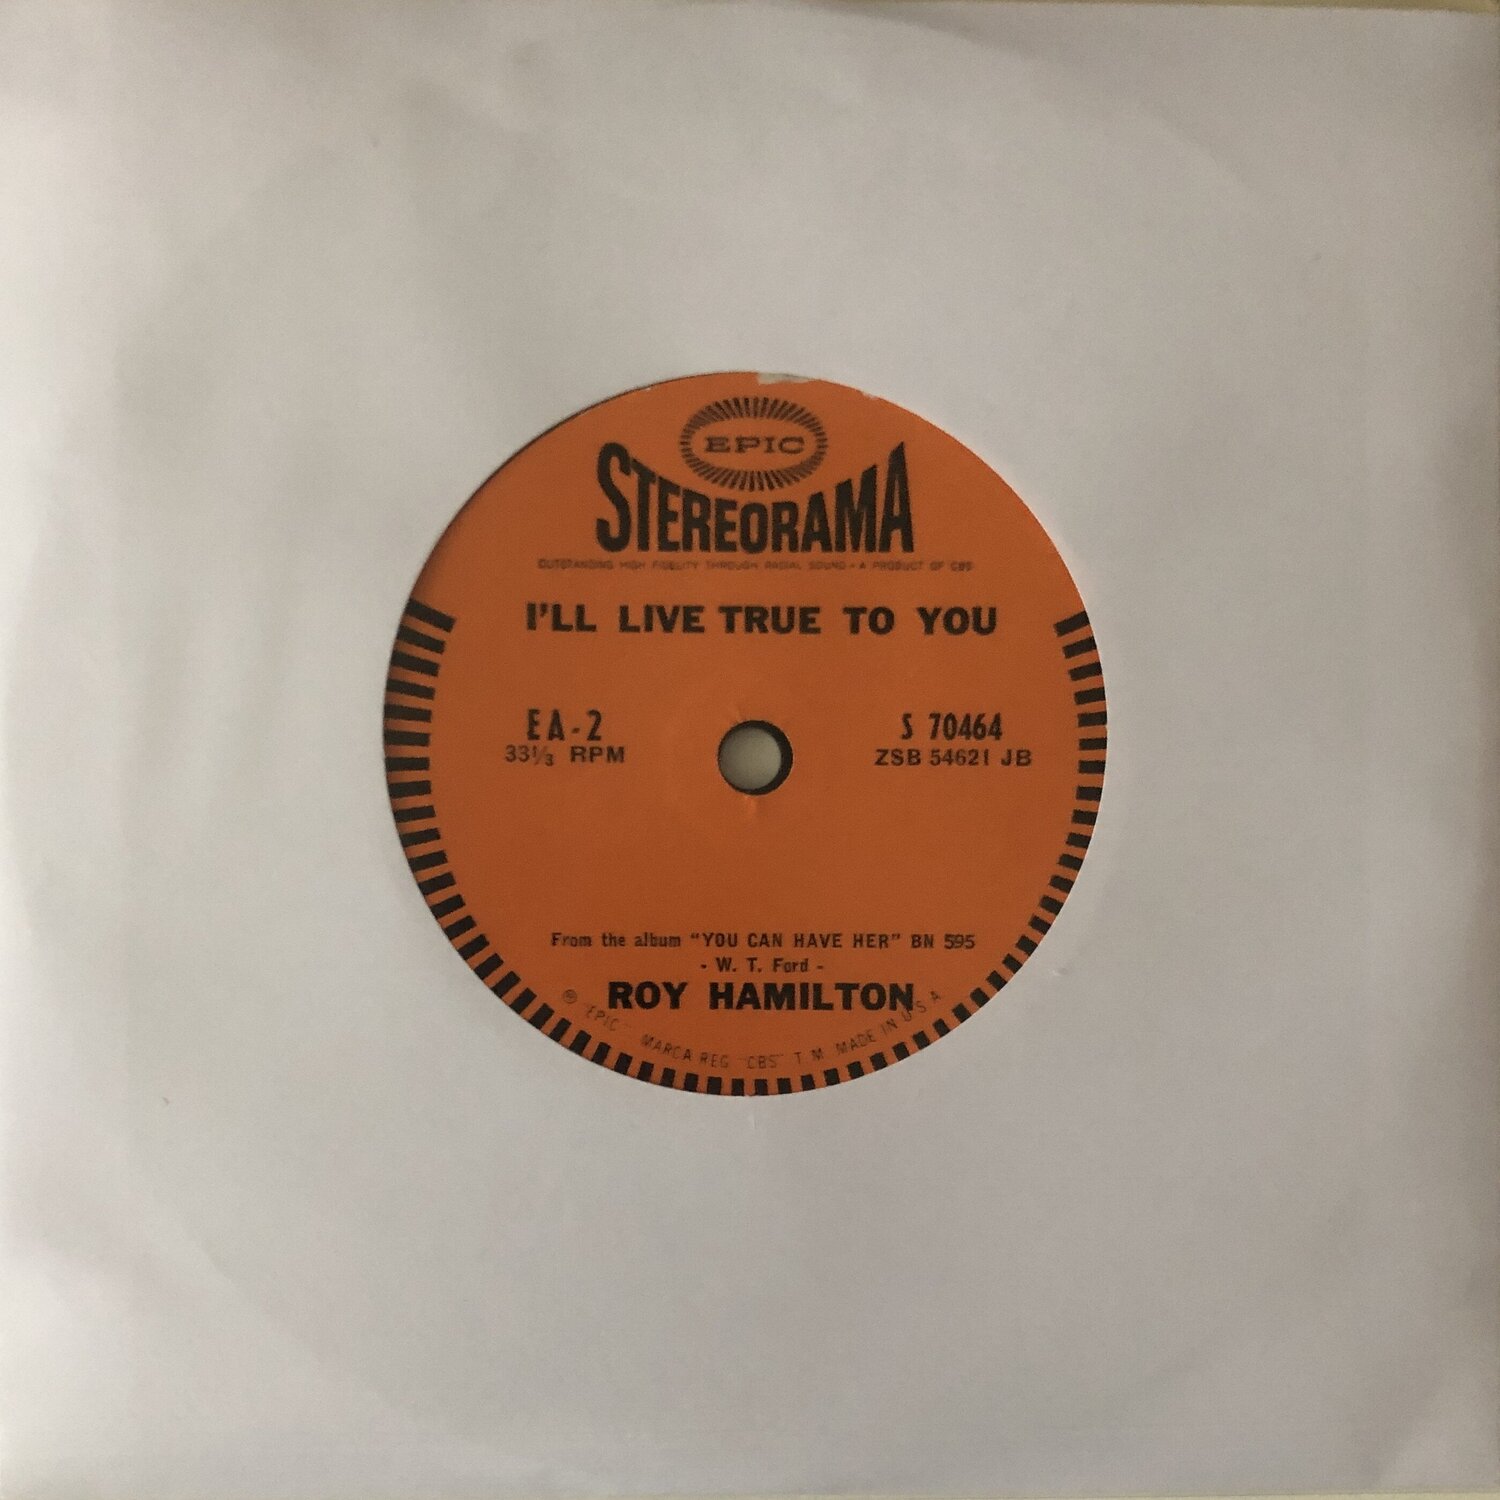 EPIC
STEREORAMA
OUTSTANDING HIGH FIDELITY THROUGH RADIAL SOUND - A PRODUCT OF CBS
I'LL LIVE TRUE TO YOU
EA-2
33⅓ RPM
S 70464
ZSB 54621 JB
From the album "YOU CAN HAVE HER" BN 595
- W. T. Ford -
ROY HAMILTON
℗ "EPIC" MARCA REG "CBS" T.M. MADE IN U.S.A